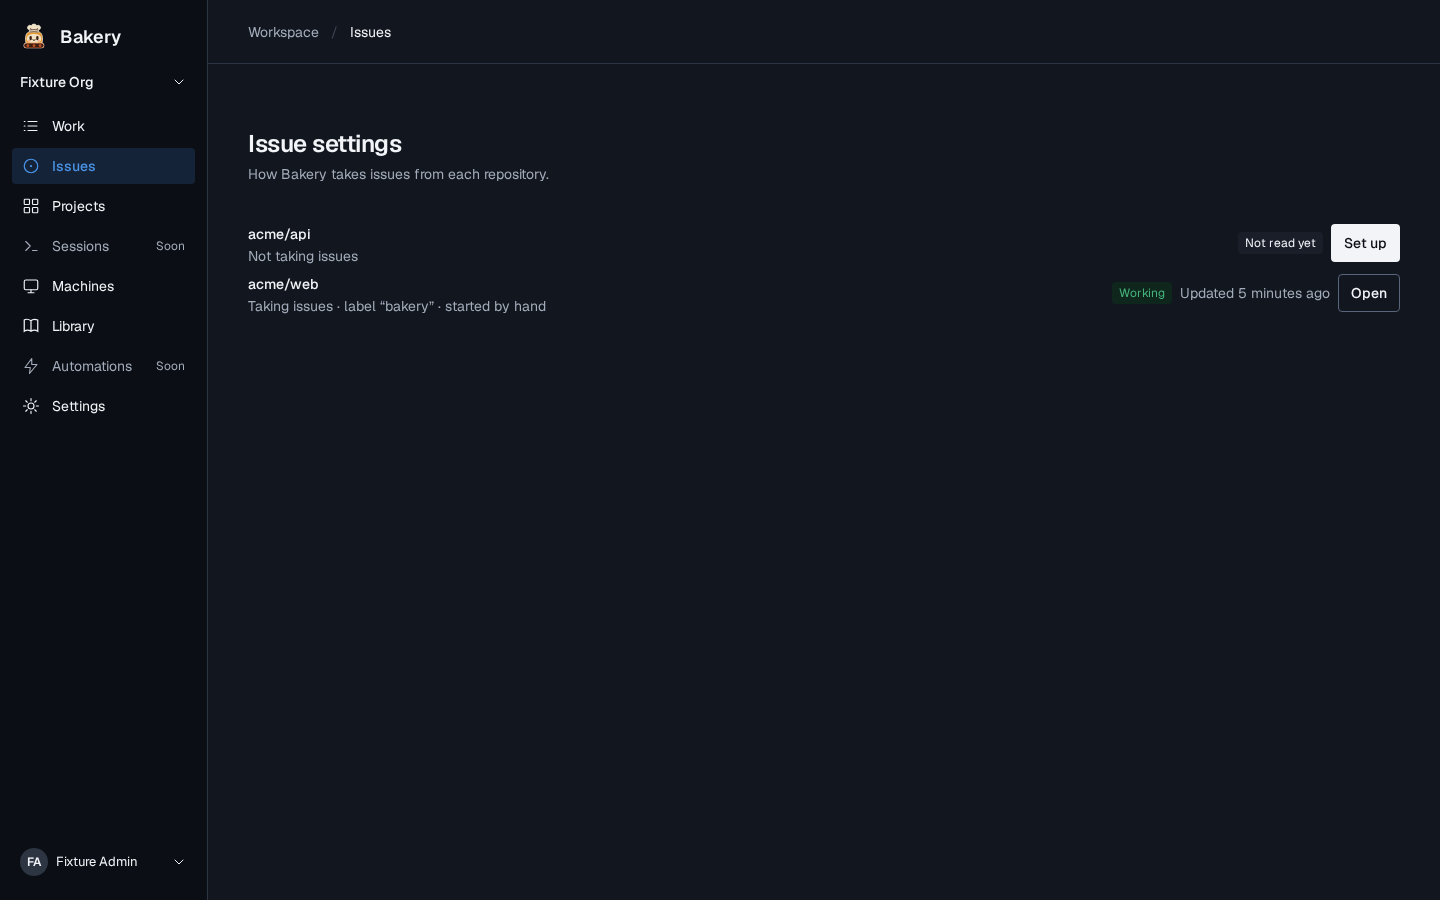 Bakery
Fixture Org
Work
Issues
Projects
Sessions Soon
Machines
Library
Automations Soon
Settings
FA Fixture Admin
Workspace / Issues
Issue settings
How Bakery takes issues from each repository.
acme/api
Not taking issues
Not read yet Set up
acme/web
Taking issues · label “bakery” · started by hand
Working Updated 5 minutes ago Open